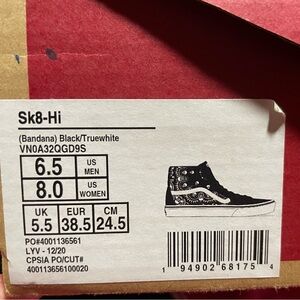 Sk8-Hi
(Bandana) Black/Truewhite
VN0A32QGD9S
6.5 US MEN
8.0 US WOMEN
UK EUR CM
5.5 38.5 24.5
PO#4001136561
LYV - 12/20
CPSIA PO/CUT#
400113656100020
1 94902 68175 4